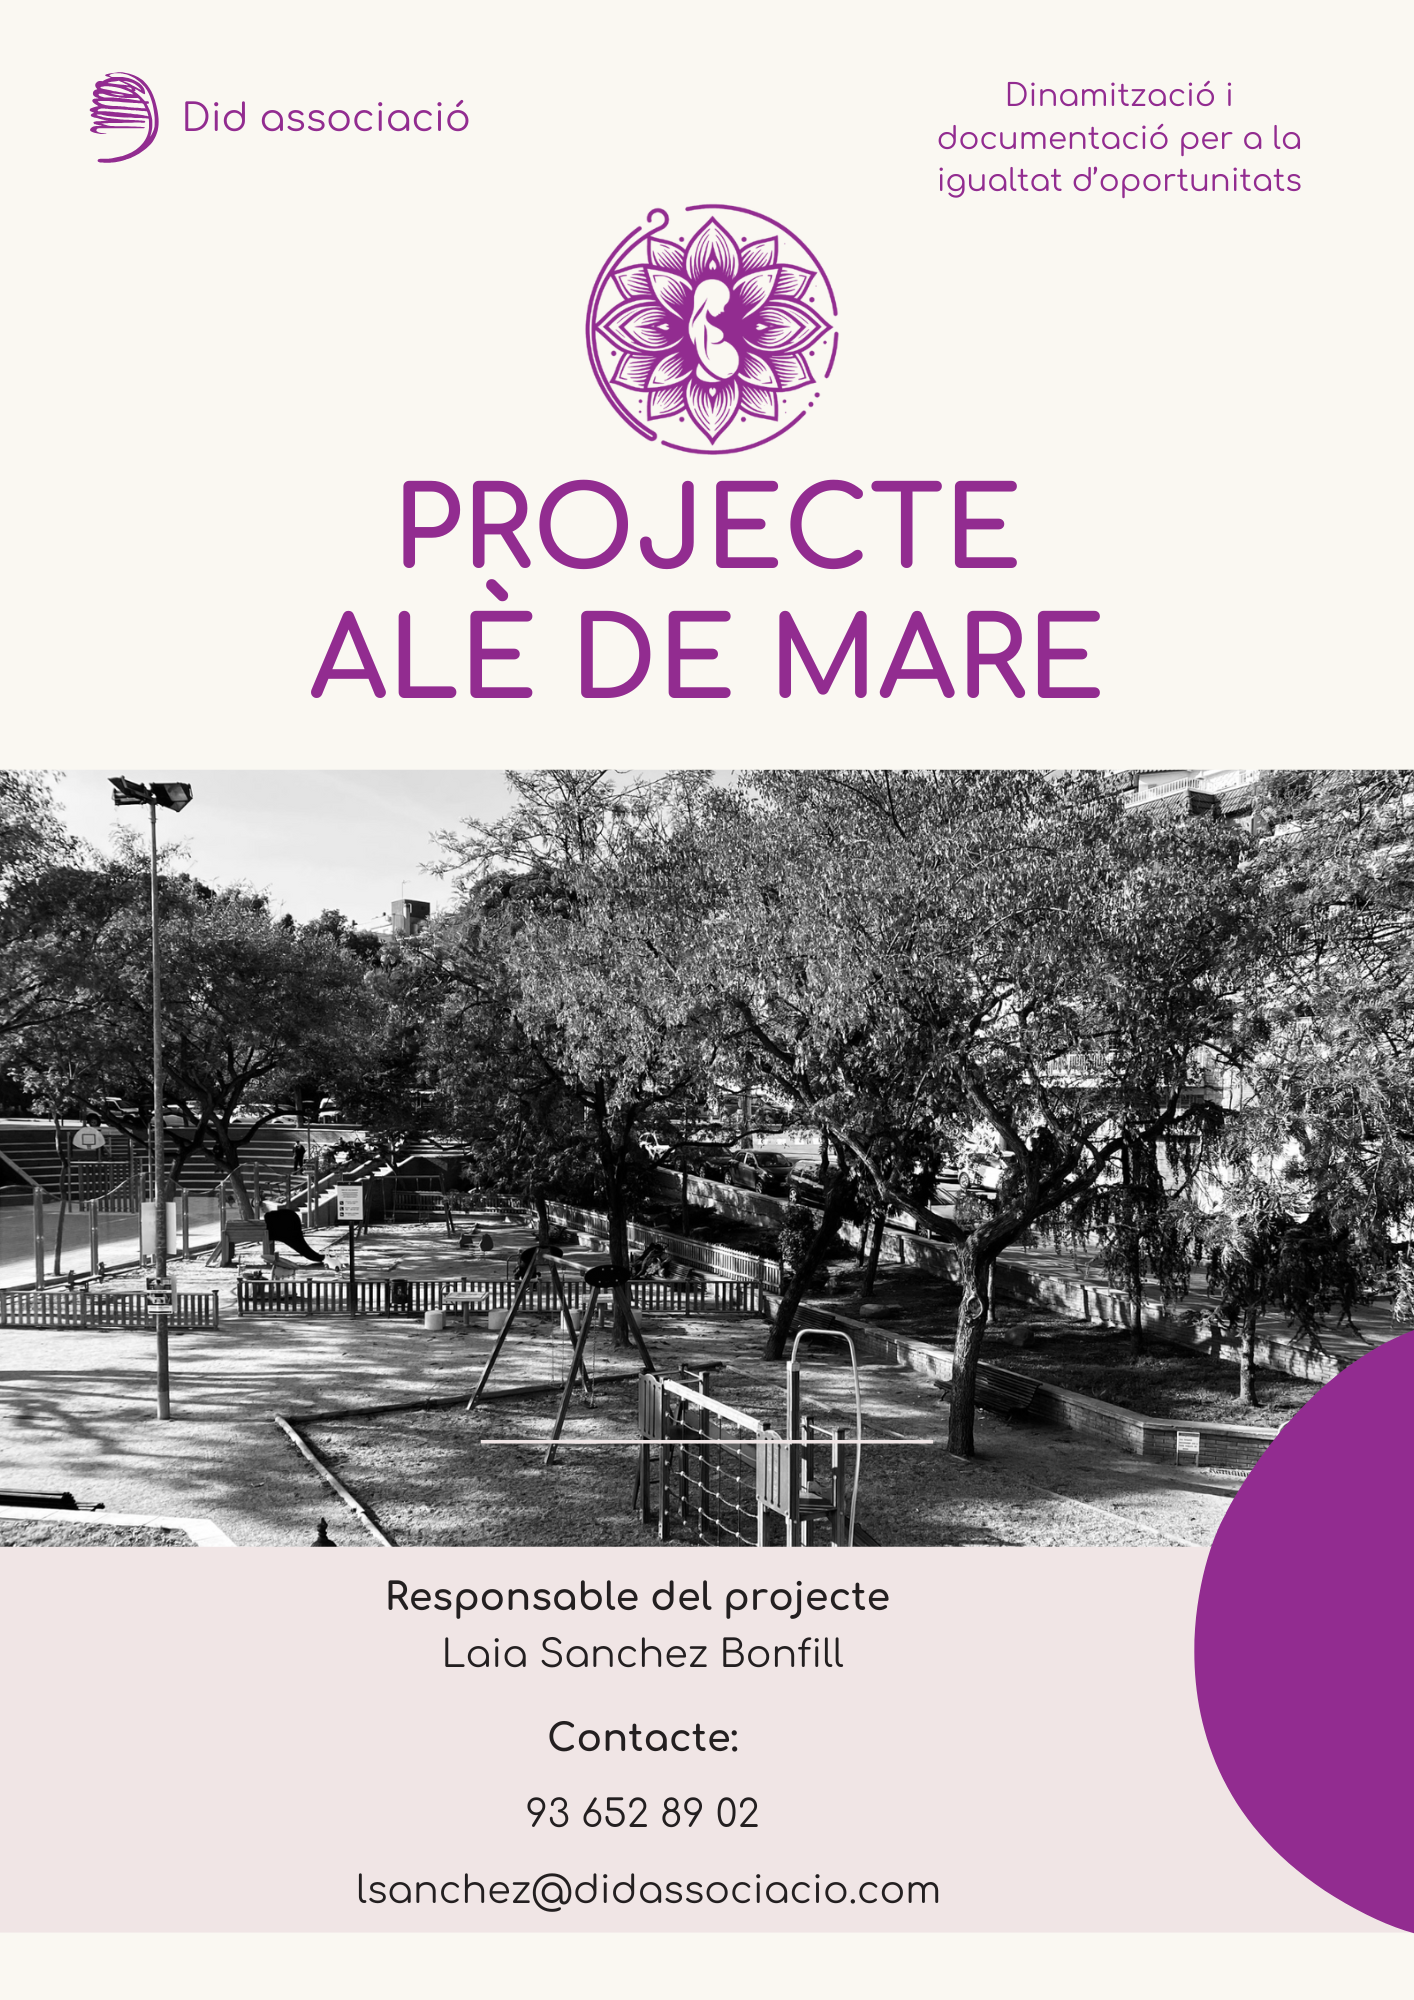 Did associació
Dinamització i
documentació per a la
igualtat d’oportunitats
PROJECTE
ALÈ DE MARE
Responsable del projecte
Laia Sanchez Bonfill
Contacte:
93 652 89 02
lsanchez@didassociacio.com